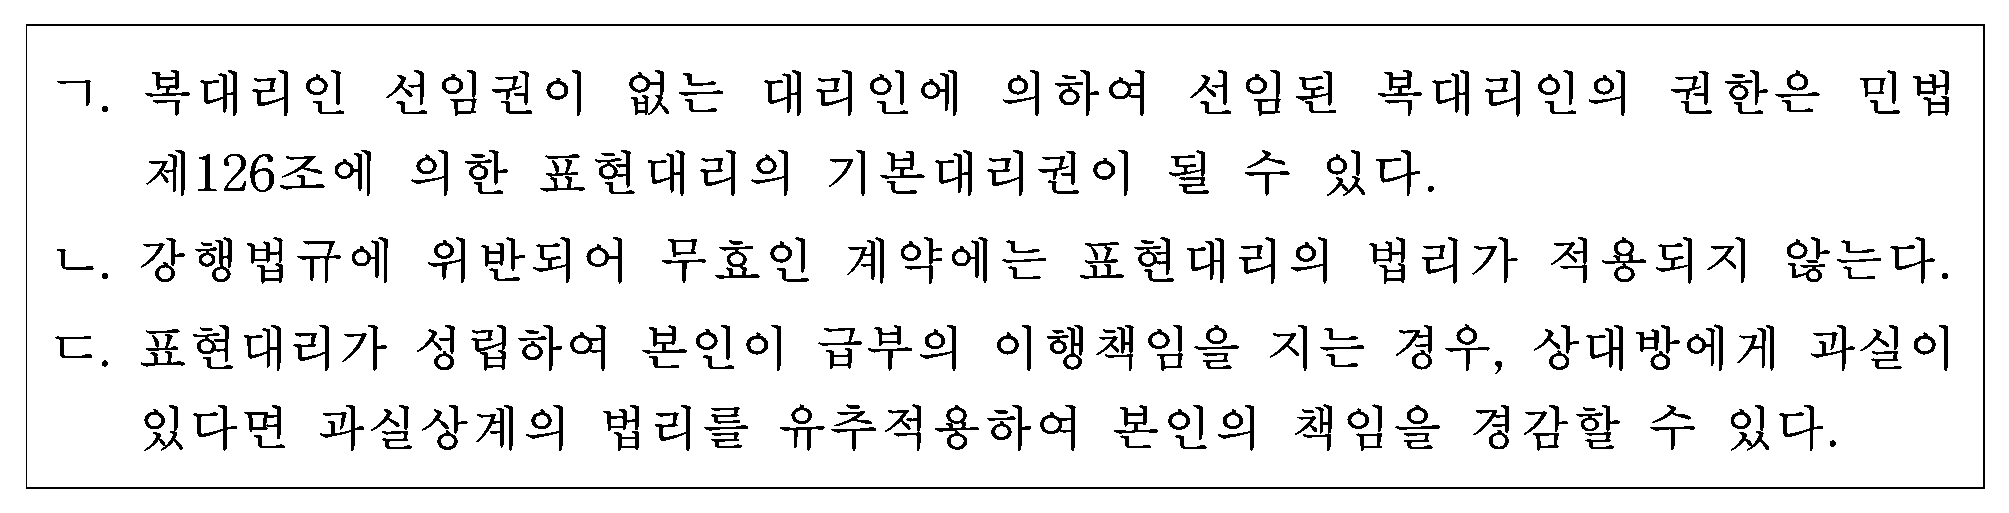 ㄱ. 복대리인 선임권이 없는 대리인에 의하여 선임된 복대리인의 권한은 민법
제126조에 의한 표현대리의 기본대리권이 될 수 있다.
ㄴ. 강행법규에 위반되어 무효인 계약에는 표현대리의 법리가 적용되지 않는다.
ㄷ. 표현대리가 성립하여 본인이 급부의 이행책임을 지는 경우, 상대방에게 과실이
있다면 과실상계의 법리를 유추적용하여 본인의 책임을 경감할 수 있다.